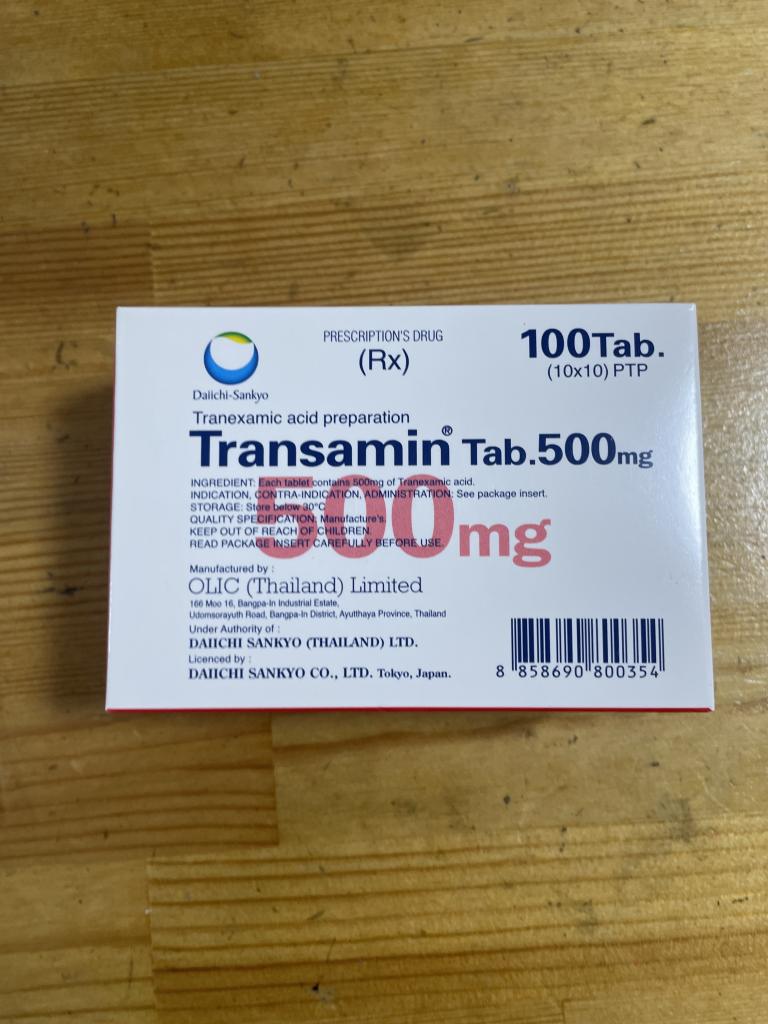 Daiichi-Sankyo
PRESCRIPTION'S DRUG
(Rx)
100Tab.
(10x10) PTP
Tranexamic acid preparation
Transamin® Tab.500mg
INGREDIENT: Each tablet contains 500mg of Tranexamic acid.
INDICATION, CONTRA-INDICATION, ADMINISTRATION: See package insert.
STORAGE: Store below 30°C
QUALITY SPECIFICATION: Manufacture's.
KEEP OUT OF REACH OF CHILDREN.
READ PACKAGE INSERT CAREFULLY BEFORE USE.
500mg
Manufactured by :
OLIC (Thailand) Limited
166 Moo 16, Bangpa-In Industrial Estate,
Udomsorayuth Road, Bangpa-In District, Ayutthaya Province, Thailand
Under Authority of :
DAIICHI SANKYO (THAILAND) LTD.
Licenced by :
DAIICHI SANKYO CO., LTD. Tokyo, Japan.
8 858690 800354